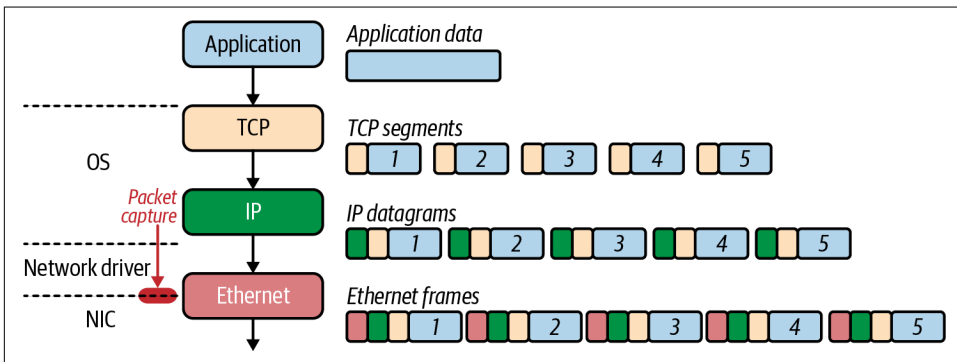 Application
Application data
TCP
TCP segments
1 2 3 4 5
OS
Packet
capture
IP
IP datagrams
1 2 3 4 5
Network driver
Ethernet
Ethernet frames
NIC
1 2 3 4 5